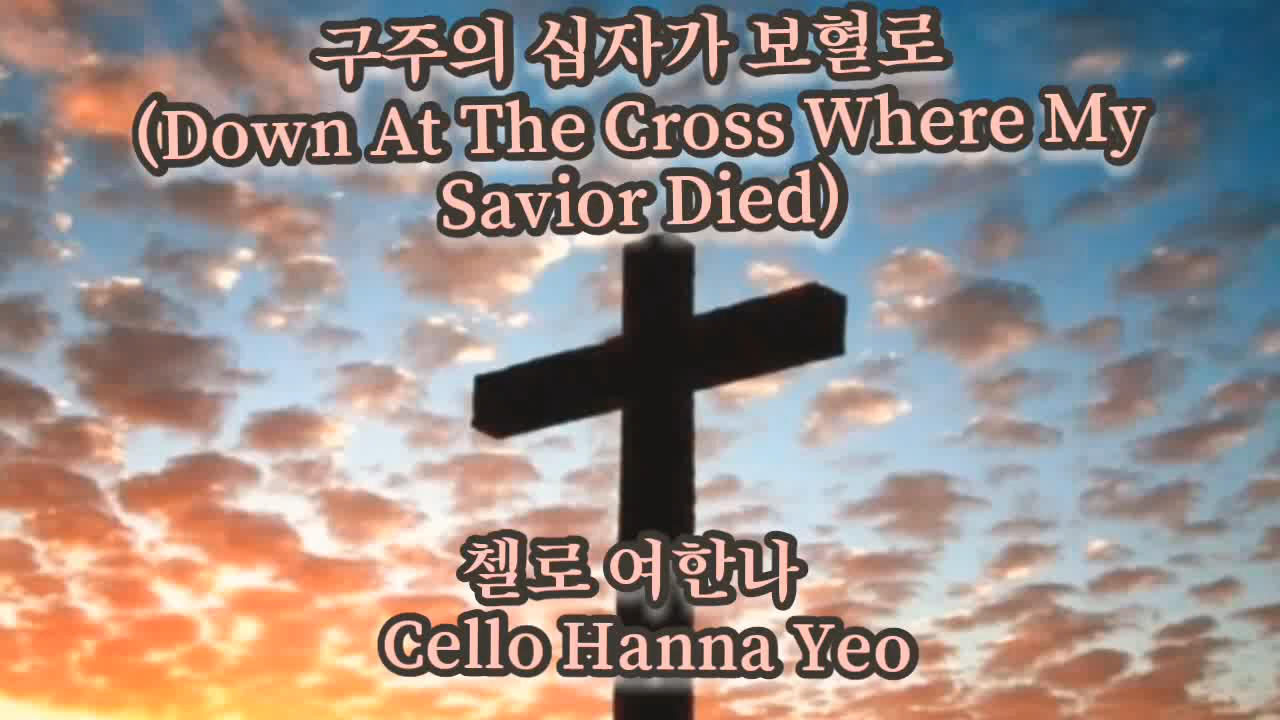 구주의 십자가 보혈로
(Down At The Cross Where My
Savior Died)
첼로 여한나
Cello Hanna Yeo